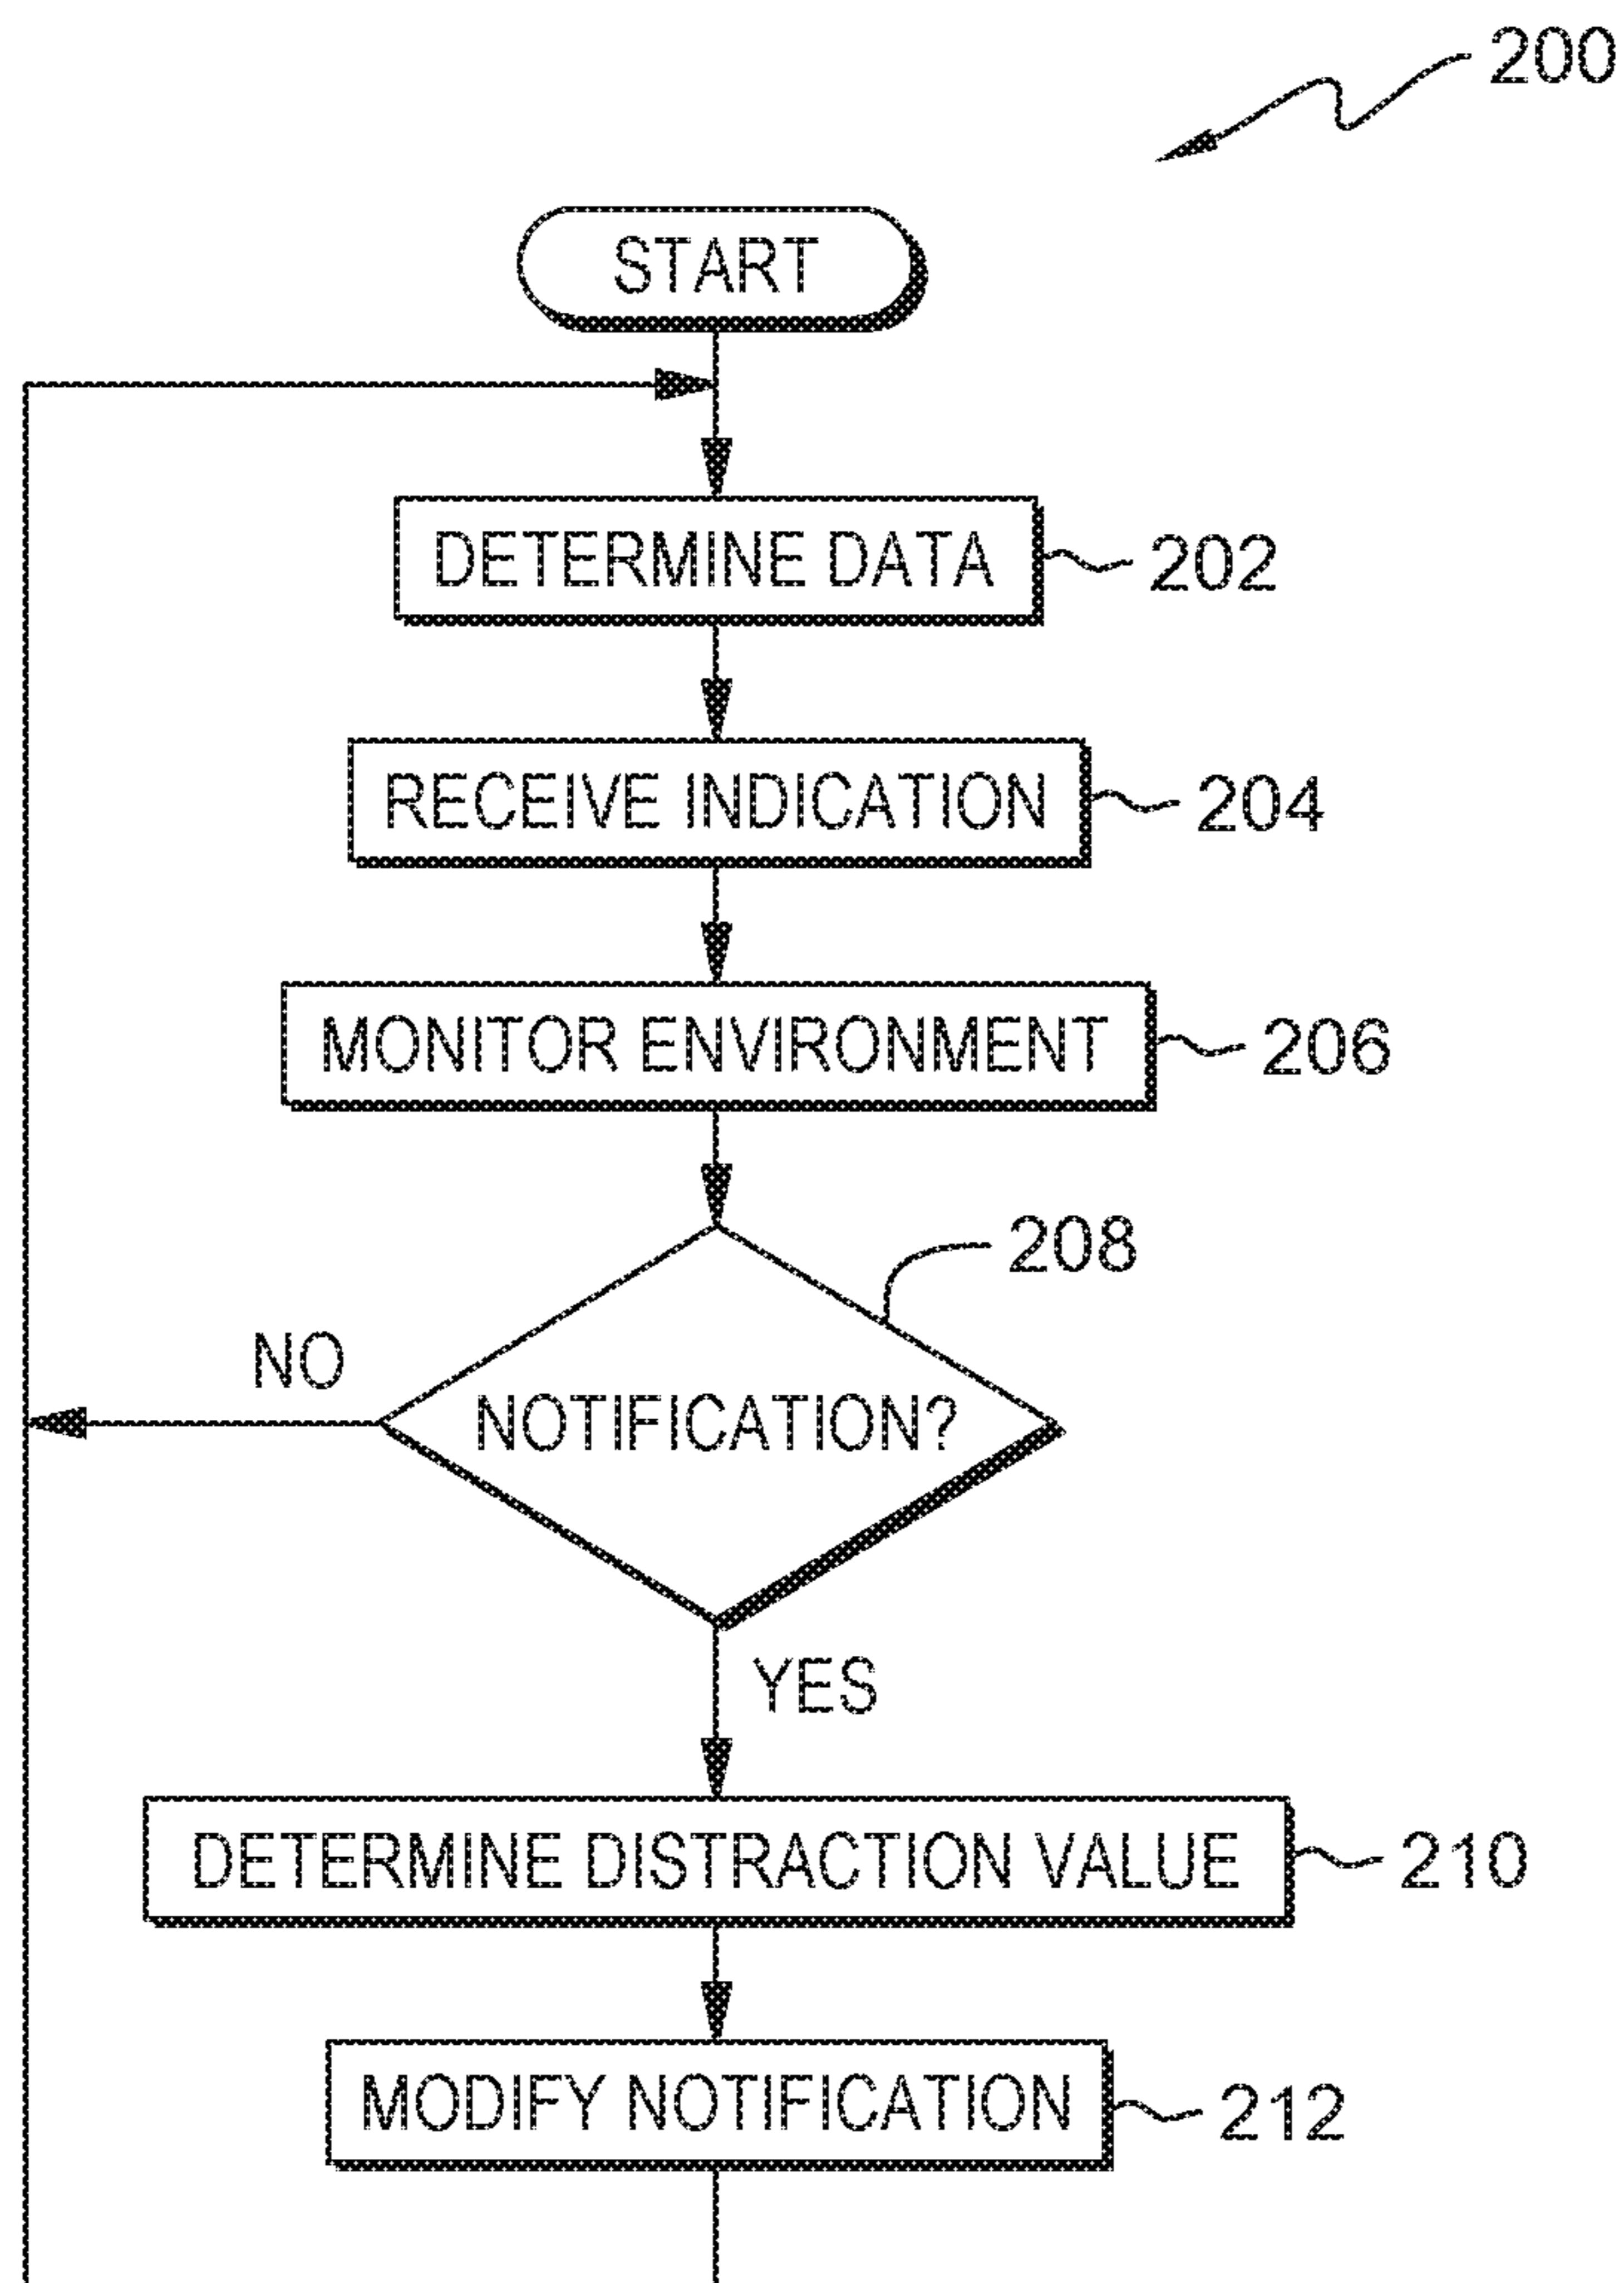 200
START
DETERMINE DATA
202
RECEIVE INDICATION
204
MONITOR ENVIRONMENT
206
208
NOTIFICATION?
NO
YES
DETERMINE DISTRACTION VALUE
210
MODIFY NOTIFICATION
212